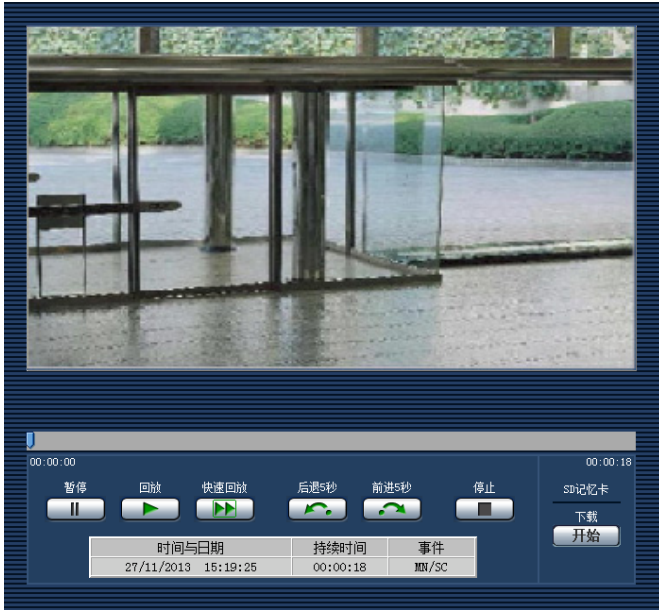 00:00:00 00:00:18
暂停 回放 快速回放 后退5秒 前进5秒 停止 SD记忆卡
下载
开始
时间与日期 持续时间 事件
27/11/2013 15:19:25 00:00:18 MN/SC